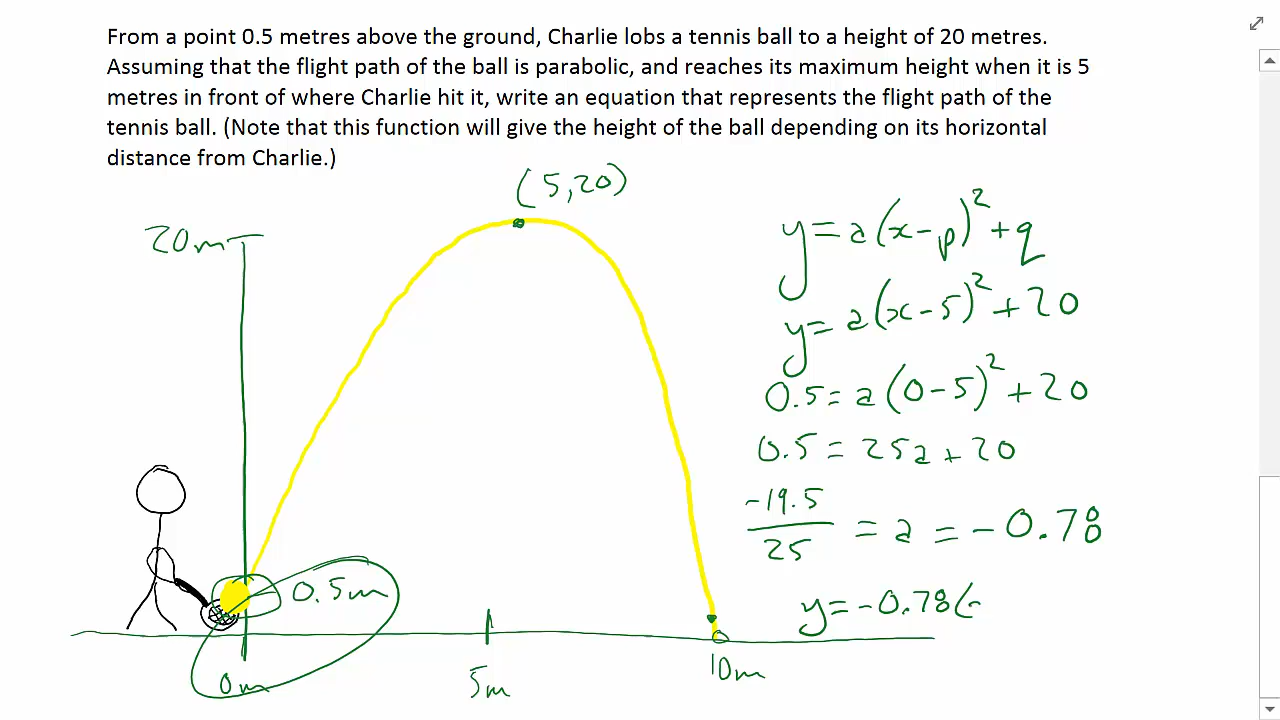 From a point 0.5 metres above the ground, Charlie lobs a tennis ball to a height of 20 metres.
Assuming that the flight path of the ball is parabolic, and reaches its maximum height when it is 5
metres in front of where Charlie hit it, write an equation that represents the flight path of the
tennis ball. (Note that this function will give the height of the ball depending on its horizontal
distance from Charlie.)
(5,20)
20m
y=a(x-p)²+q
y=a(x-5)²+20
0.5=a(0-5)²+20
0.5=25a+20
-19.5/25=a=-0.78
0.5m
y=-0.78(
0m
5m
10m